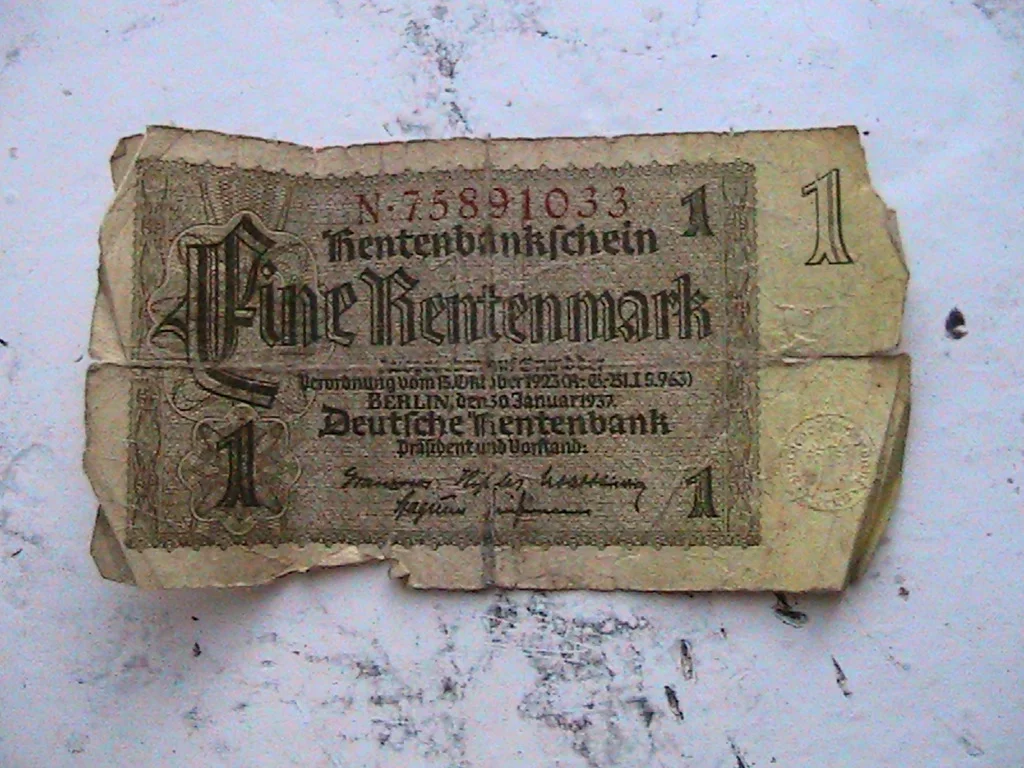 N·75891033
1
1
Rentenbankschein
Eine Rentenmark
Verordnung vom 15. Oktober 1923 (R.-G.-Bl. I S. 963)
BERLIN, den 30. Januar 1937.
Deutsche Rentenbank
Präsident und Vorstand:
1
1